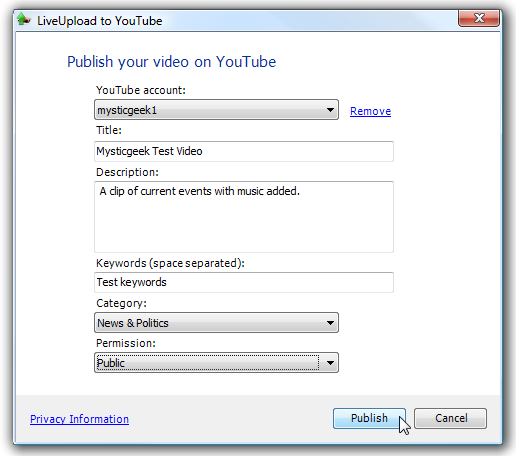 LiveUpload to YouTube
Publish your video on YouTube
YouTube account:
mysticgeek1
Remove
Title:
Mysticgeek Test Video
Description:
A clip of current events with music added.
Keywords (space separated):
Test keywords
Category:
News & Politics
Permission:
Public
Privacy Information
Publish
Cancel